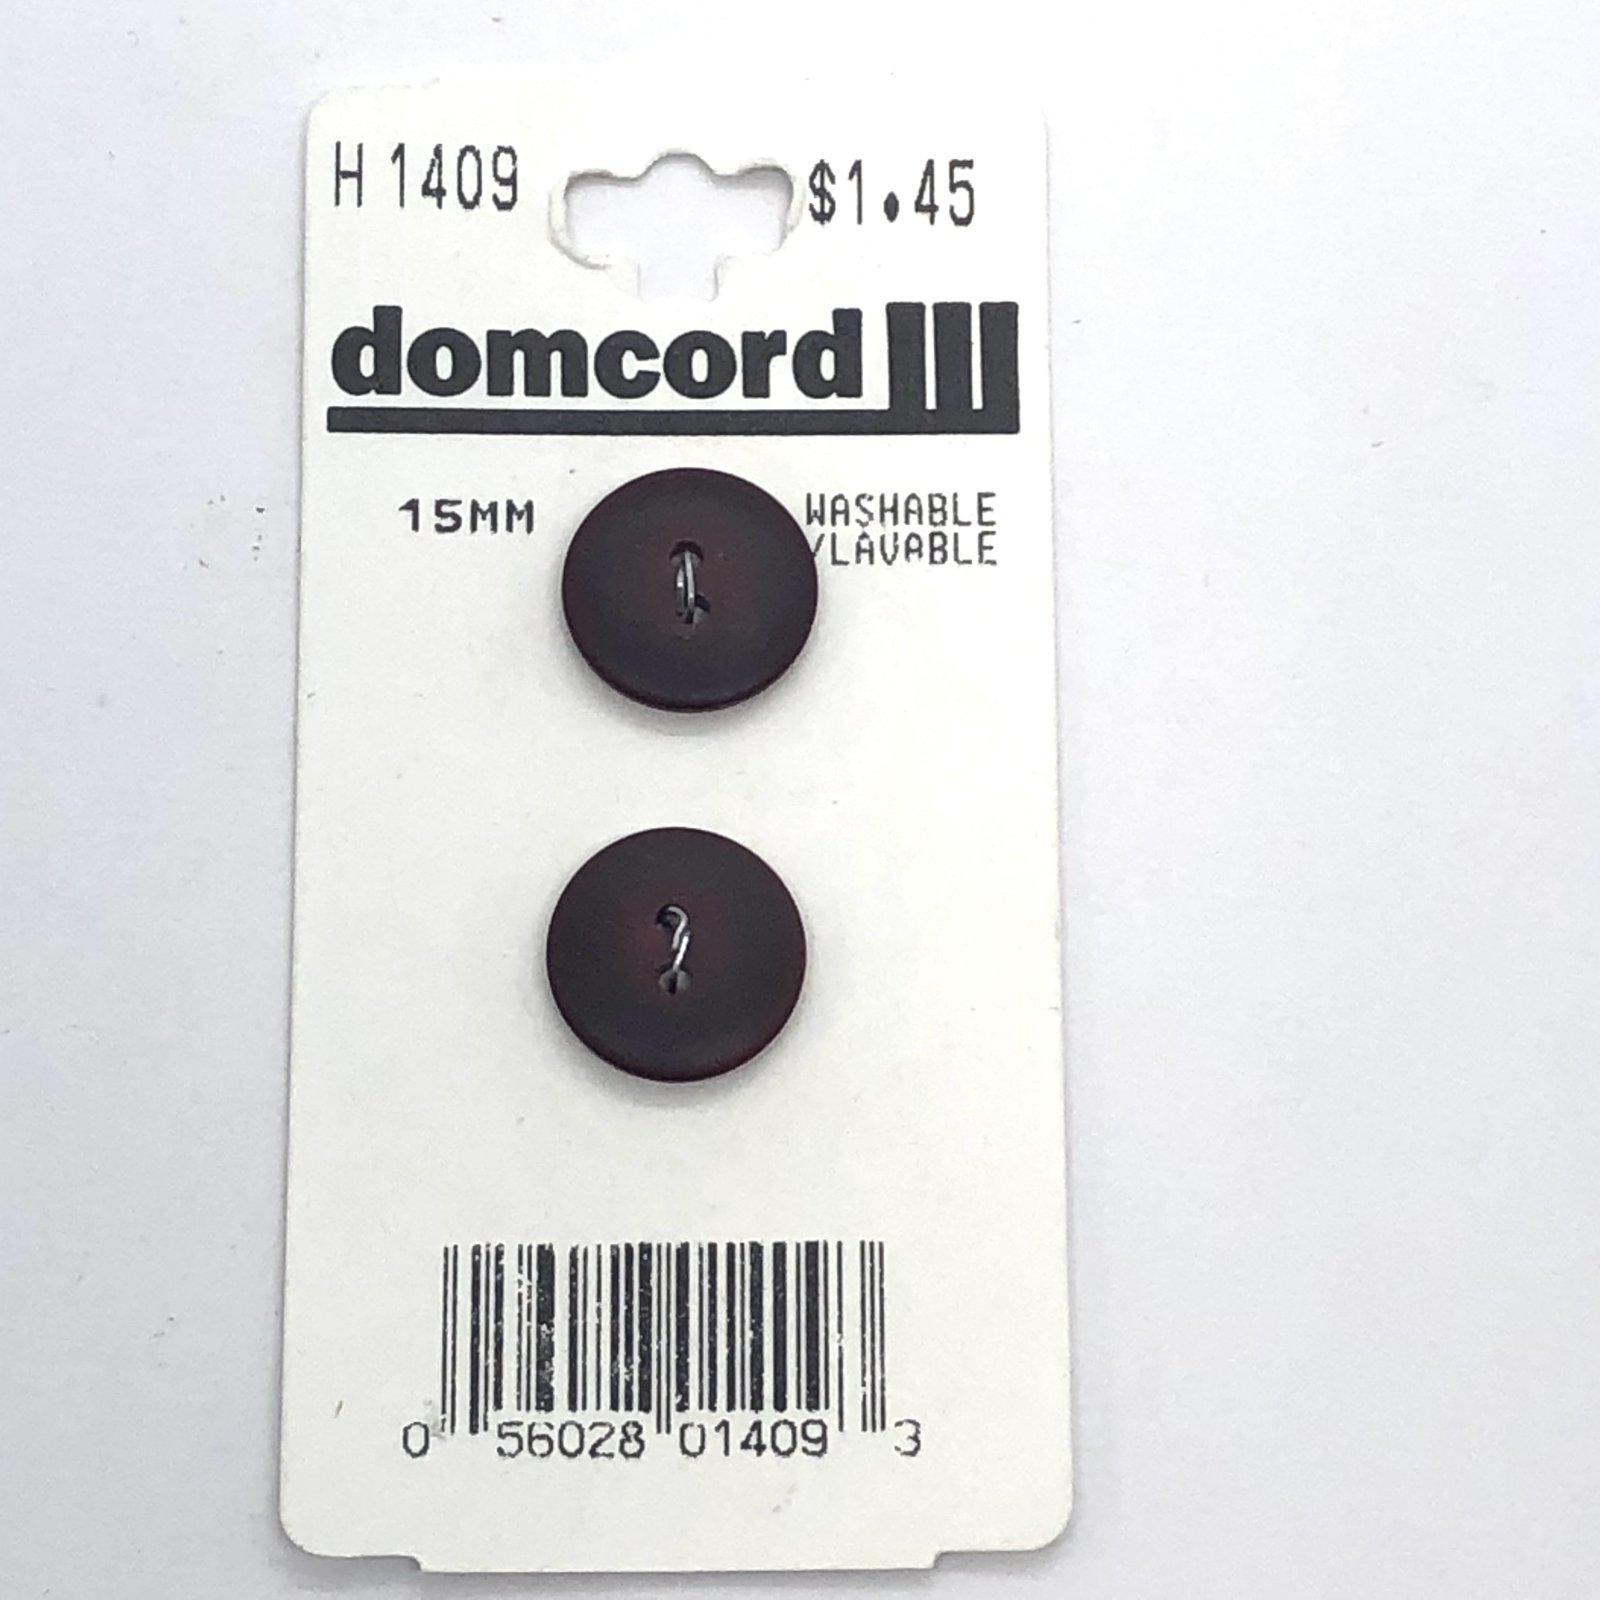 H 1409 $1.45
domcord
15MM WASHABLE
/LAVABLE
0 56028 01409 3